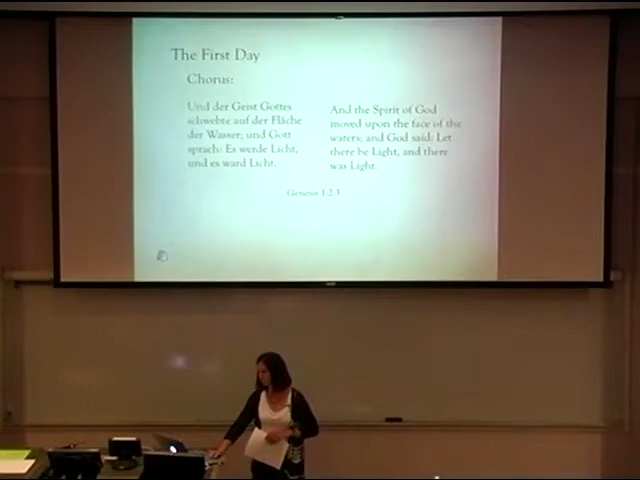 The First Day
Chorus:
Und der Geist Gottes
schwebte auf der Fläche
der Wasser; und Gott
sprach: Es werde Licht,
und es ward Licht.
And the Spirit of God
moved upon the face of the
waters; and God said: Let
there be Light, and there
was Light.
Genesis 1:2-3